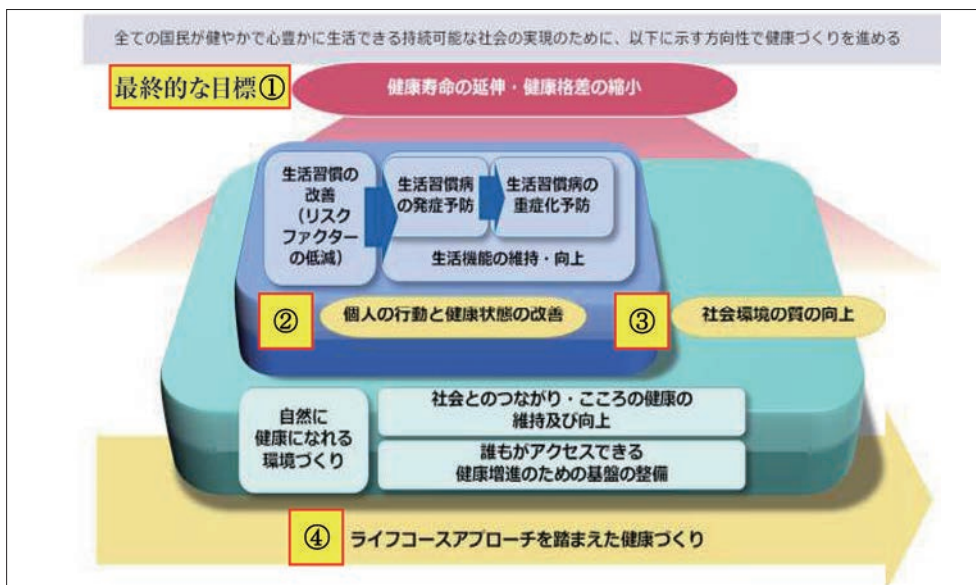 全ての国民が健やかで心豊かに生活できる持続可能な社会の実現のために、以下に示す方向性で健康づくりを進める
最終的な目標①
健康寿命の延伸・健康格差の縮小
生活習慣の
改善
(リスク
ファクター
の低減)
生活習慣病
の発症予防
生活習慣病の
重症化予防
生活機能の維持・向上
②
個人の行動と健康状態の改善
③
社会環境の質の向上
自然に
健康になれる
環境づくり
社会とのつながり・こころの健康の
維持及び向上
誰もがアクセスできる
健康増進のための基盤の整備
④
ライフコースアプローチを踏まえた健康づくり